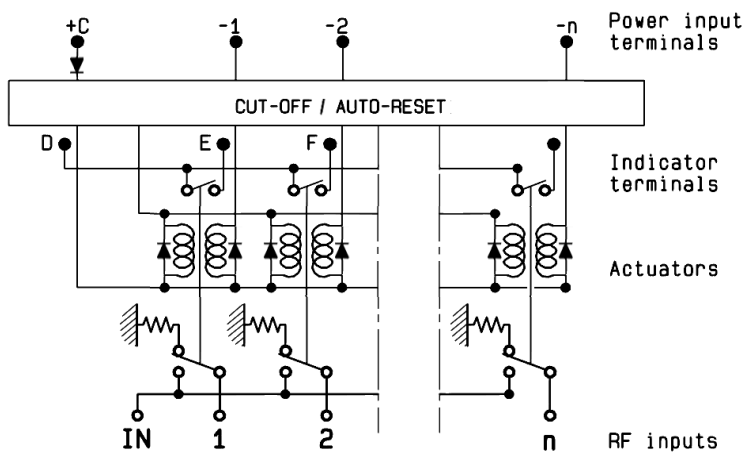 +C -1 -2 -n Power input
terminals
CUT-OFF / AUTO-RESET
D E F
Indicator
terminals
Actuators
IN 1 2 n RF inputs